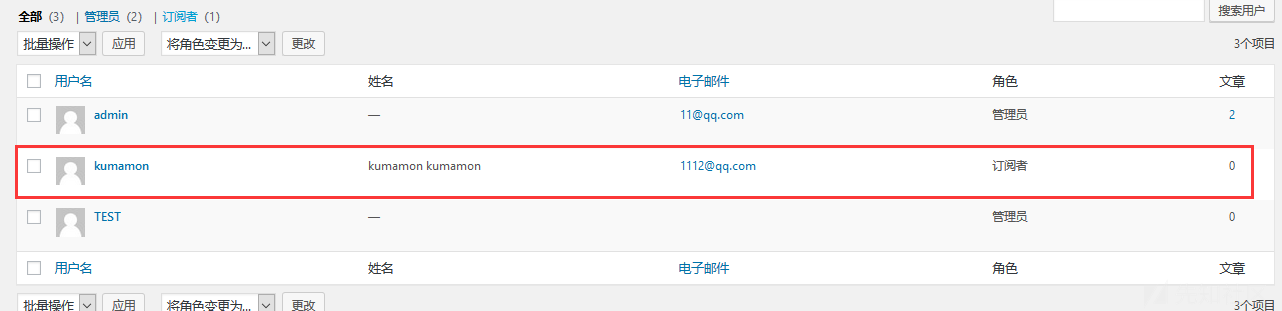 全部 (3) | 管理员 (2) | 订阅者 (1)
搜索用户
批量操作 应用 将角色变更为... 更改 3个项目
用户名 姓名 电子邮件 角色 文章
admin — 11@qq.com 管理员 2
kumamon kumamon kumamon 1112@qq.com 订阅者 0
TEST — 管理员 0
用户名 姓名 电子邮件 角色 文章
批量操作 应用 将角色变更为... 更改 3个项目